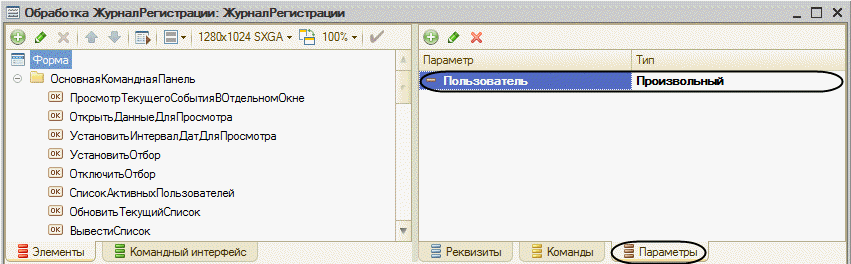 Обработка ЖурналРегистрации: ЖурналРегистрации
1280x1024 SXGA 100%
Форма
ОсновнаяКоманднаяПанель
ПросмотрТекущегоСобытияВОтдельномОкне
ОткрытьДанныеДляПросмотра
УстановитьИнтервалДатДляПросмотра
УстановитьОтбор
ОтключитьОтбор
СписокАктивныхПользователей
ОбновитьТекущийСписок
ВывестиСписок
Элементы Командный интерфейс
Параметр Тип
Пользователь Произвольный
Реквизиты Команды Параметры